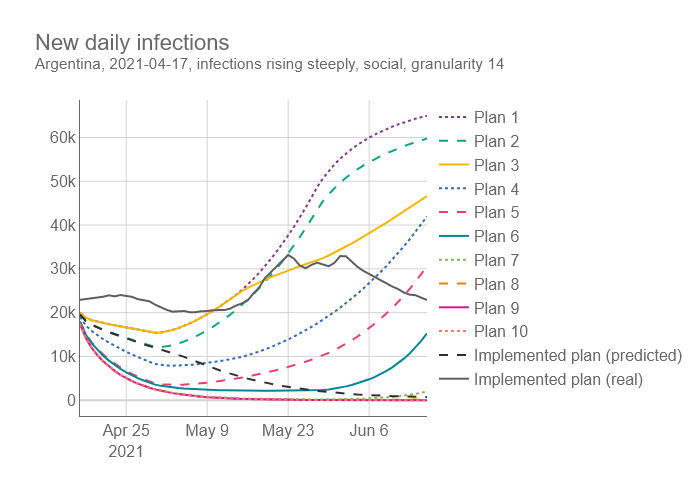 New daily infections
Argentina, 2021-04-17, infections rising steeply, social, granularity 14
60k
50k
40k
30k
20k
10k
0
Apr 25
2021
May 9
May 23
Jun 6
Plan 1
Plan 2
Plan 3
Plan 4
Plan 5
Plan 6
Plan 7
Plan 8
Plan 9
Plan 10
Implemented plan (predicted)
Implemented plan (real)